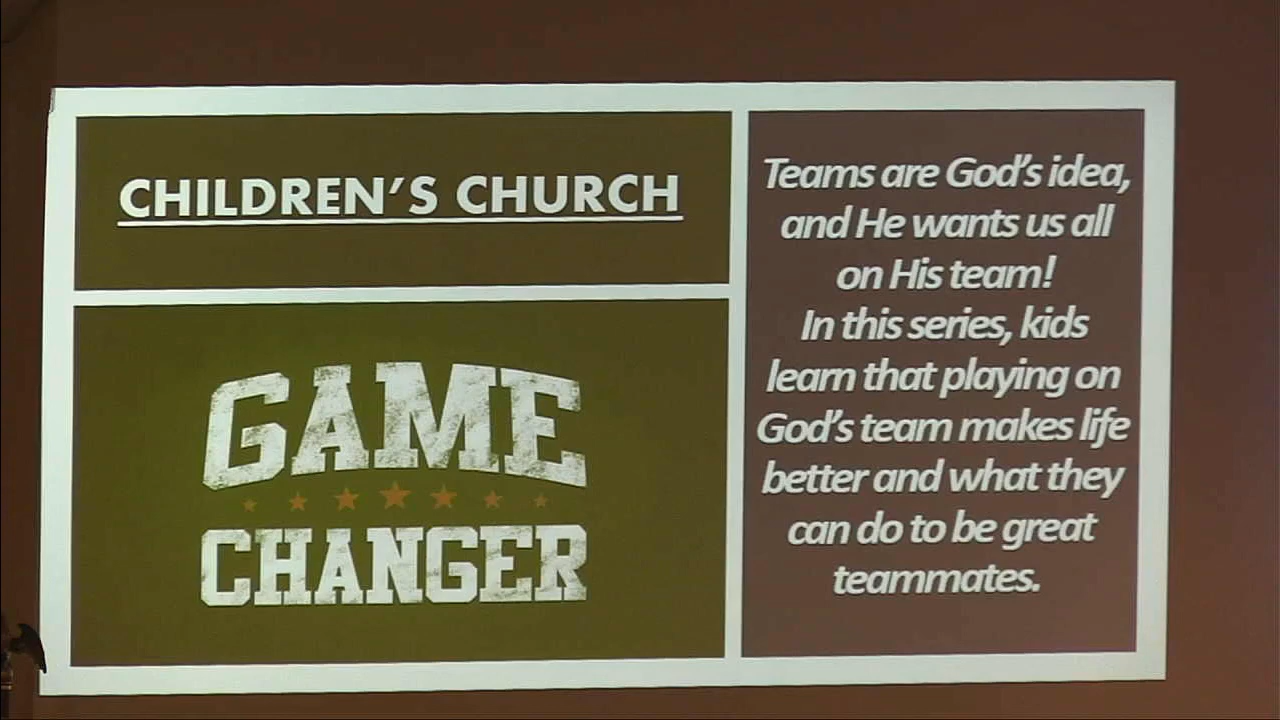 CHILDREN'S CHURCH
GAME
CHANGER
Teams are God's idea,
and He wants us all
on His team!
In this series, kids
learn that playing on
God's team makes life
better and what they
can do to be great
teammates.